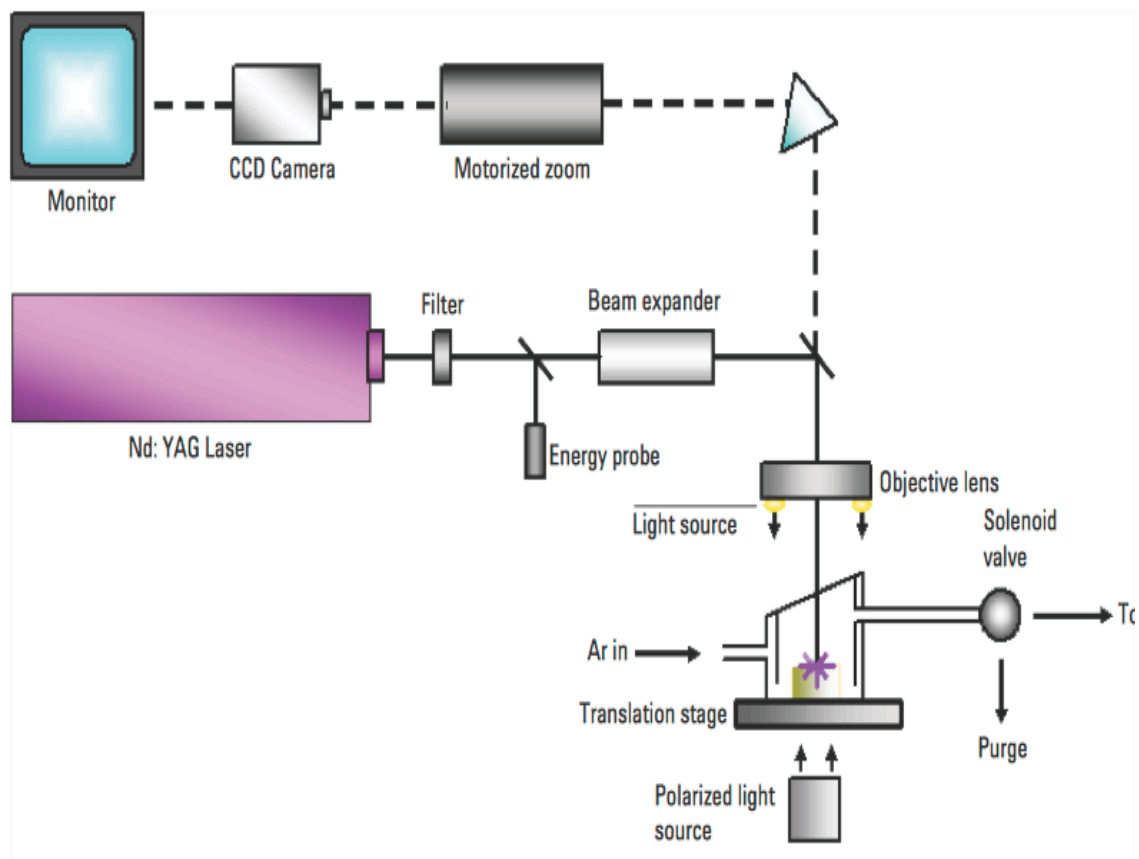 Monitor
CCD Camera
Motorized zoom
Nd: YAG Laser
Filter
Energy probe
Beam expander
Objective lens
Light source
Solenoid
valve
To
Ar in
Translation stage
Purge
Polarized light
source